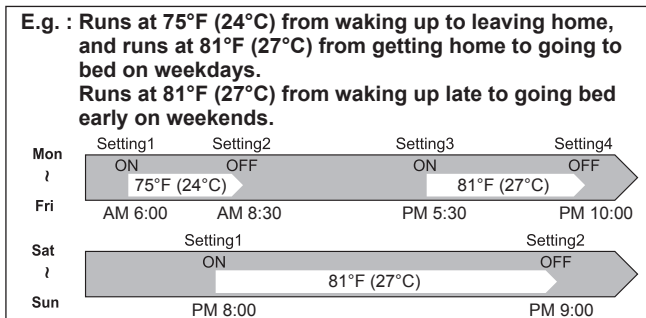 E.g. : Runs at 75°F (24°C) from waking up to leaving home,
and runs at 81°F (27°C) from getting home to going to
bed on weekdays.
Runs at 81°F (27°C) from waking up late to going bed
early on weekends.
Mon
~
Fri
Setting1 Setting2 Setting3 Setting4
ON OFF ON OFF
75°F (24°C) 81°F (27°C)
AM 6:00 AM 8:30 PM 5:30 PM 10:00
Sat
~
Sun
Setting1 Setting2
ON OFF
81°F (27°C)
PM 8:00 PM 9:00